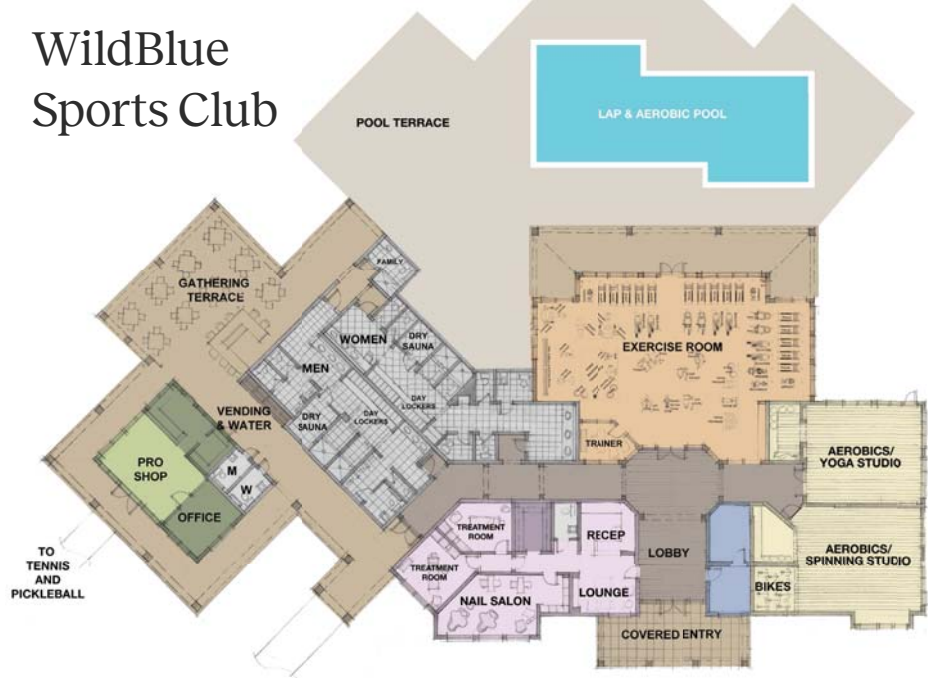 WildBlue
Sports Club
POOL TERRACE
LAP & AEROBIC POOL
FAMILY
GATHERING
TERRACE
WOMEN
DRY
SAUNA
MEN
EXERCISE ROOM
DAY
LOCKERS
DRY
SAUNA
DAY
LOCKERS
VENDING
& WATER
TRAINER
AEROBICS/
YOGA STUDIO
PRO
SHOP
M
W
OFFICE
TREATMENT
ROOM
RECEP
LOBBY
AEROBICS/
SPINNING STUDIO
TO
TENNIS
AND
PICKLEBALL
TREATMENT
ROOM
NAIL SALON
LOUNGE
BIKES
COVERED ENTRY